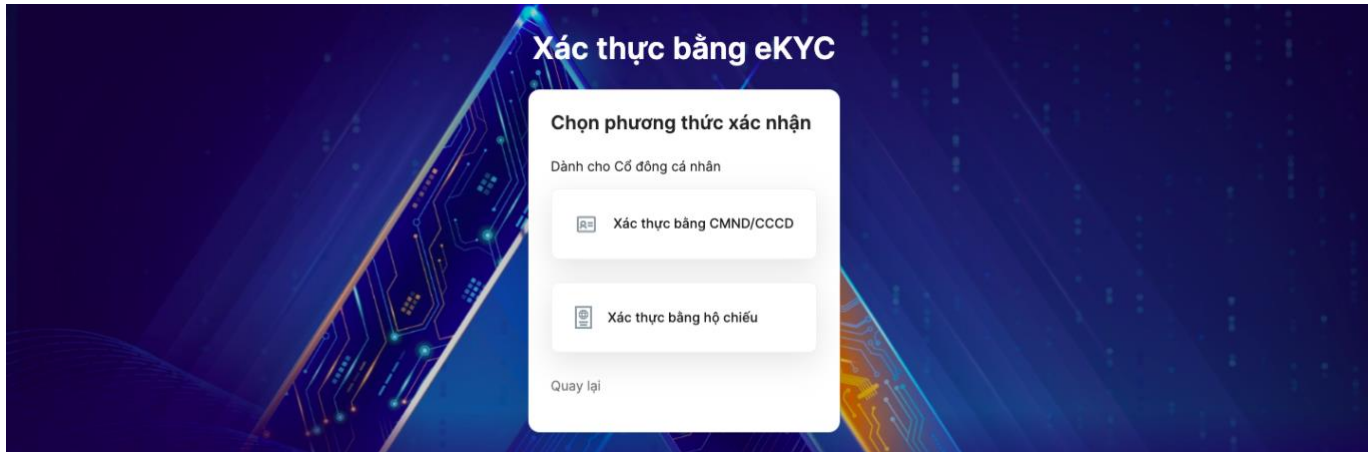 Xác thực bằng eKYC
Chọn phương thức xác nhận
Dành cho Cổ đông cá nhân
Xác thực bằng CMND/CCCD
Xác thực bằng hộ chiếu
Quay lại